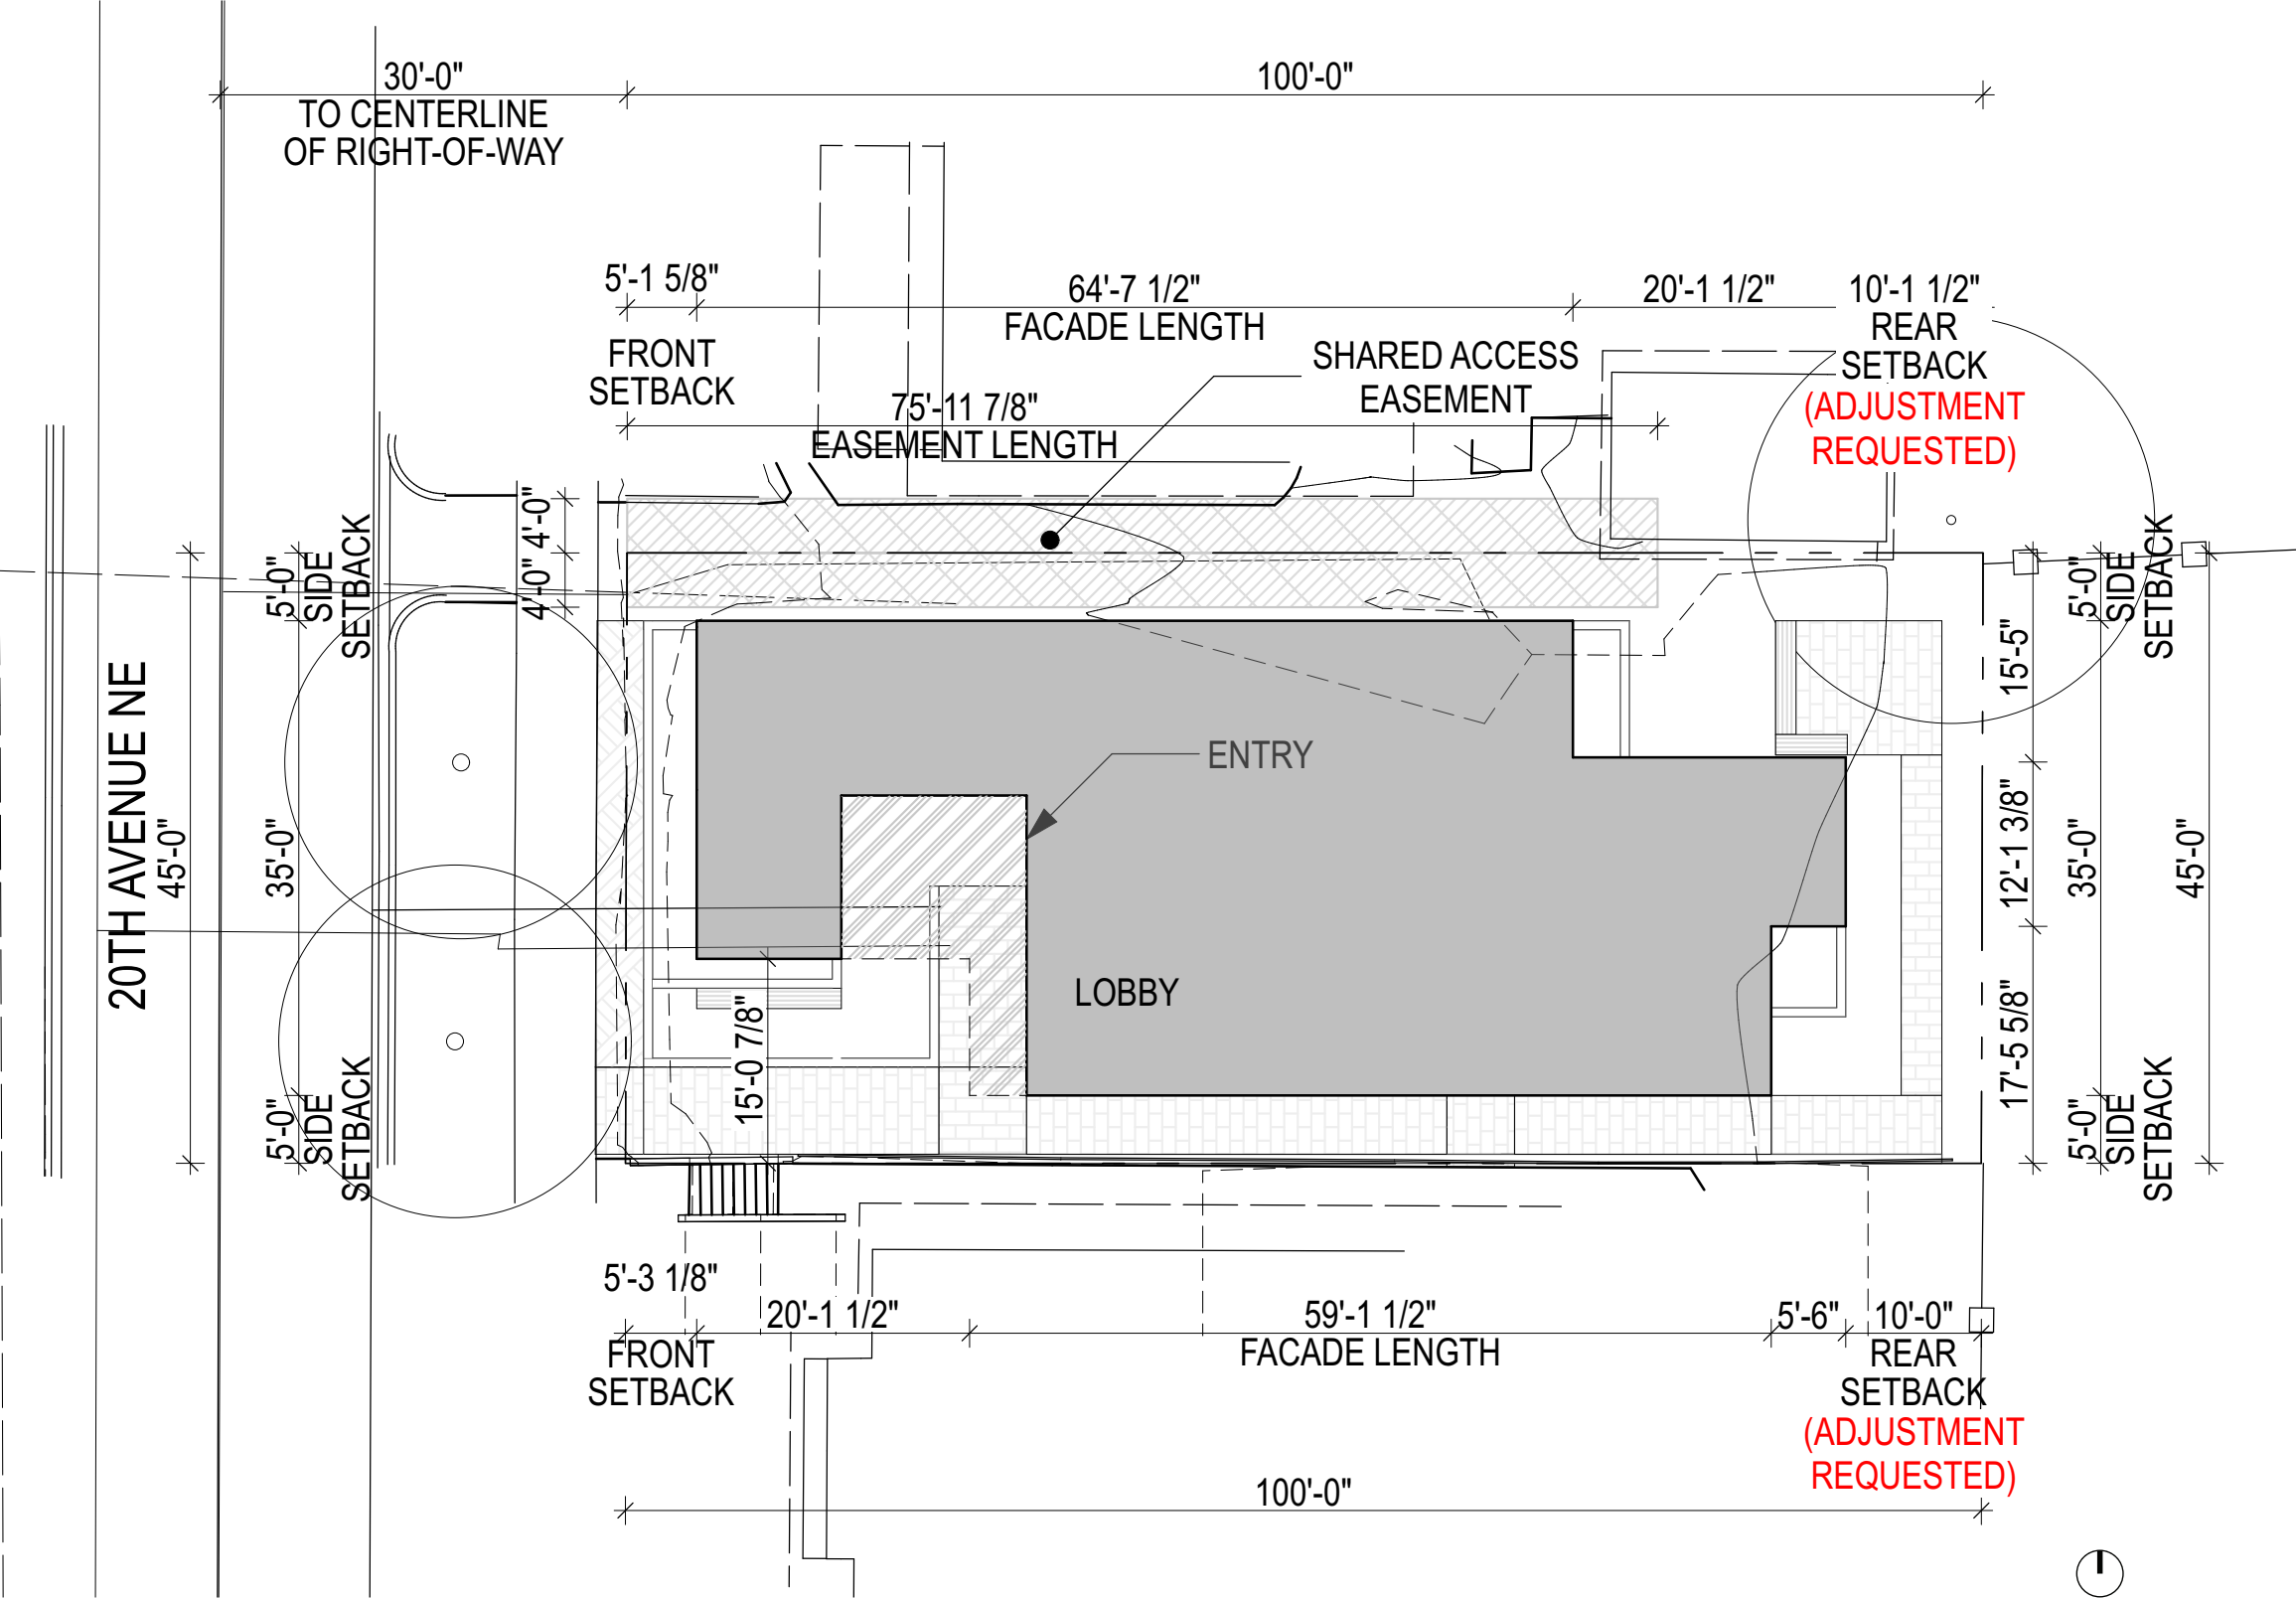 30'-0"
TO CENTERLINE
OF RIGHT-OF-WAY
100'-0"
5'-1 5/8"
FRONT
SETBACK
64'-7 1/2"
FACADE LENGTH
20'-1 1/2"
10'-1 1/2"
REAR
SETBACK
(ADJUSTMENT
REQUESTED)
SHARED ACCESS
EASEMENT
75'-11 7/8"
EASEMENT LENGTH
4'-0"
4'-0"
5'-0"
SIDE
SETBACK
20TH AVENUE NE
45'-0"
35'-0"
5'-0"
SIDE
SETBACK
ENTRY
LOBBY
15'-0 7/8"
5'-0"
SIDE
SETBACK
15'-5"
12'-1 3/8"
17'-5 5/8"
35'-0"
45'-0"
5'-0"
SIDE
SETBACK
5'-3 1/8"
FRONT
SETBACK
20'-1 1/2"
59'-1 1/2"
FACADE LENGTH
5'-6"
10'-0"
REAR
SETBACK
(ADJUSTMENT
REQUESTED)
100'-0"